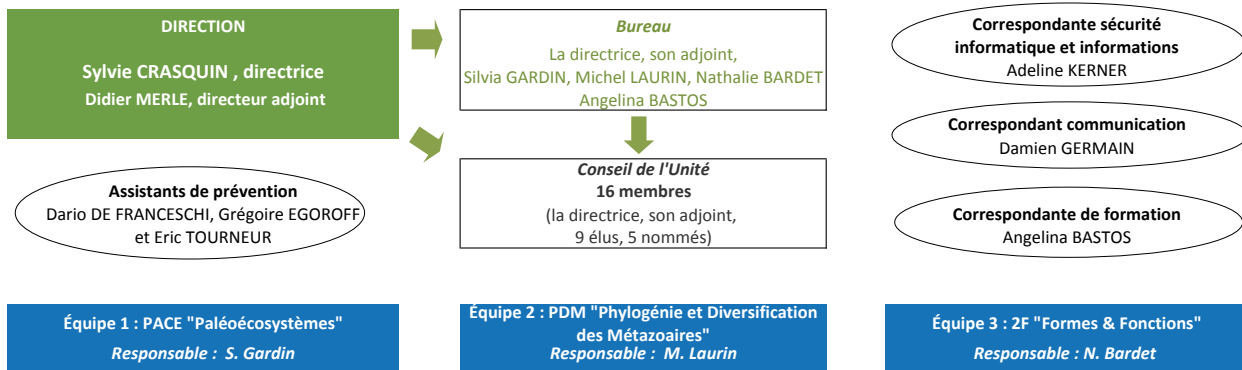 DIRECTION
Sylvie CRASQUIN , directrice
Didier MERLE, directeur adjoint
Assistants de prévention
Dario DE FRANCESCHI, Grégoire EGOROFF
et Eric TOURNEUR
Bureau
La directrice, son adjoint,
Silvia GARDIN, Michel LAURIN, Nathalie BARDET
Angelina BASTOS
Conseil de l'Unité
16 membres
(la directrice, son adjoint,
9 élus, 5 nommés)
Correspondante sécurité
informatique et informations
Adeline KERNER
Correspondant communication
Damien GERMAIN
Correspondante de formation
Angelina BASTOS
Équipe 1 : PACE "Paléoécosystèmes"
Responsable : S. Gardin
Équipe 2 : PDM "Phylogénie et Diversification
des Métazoaires"
Responsable : M. Laurin
Équipe 3 : 2F "Formes & Fonctions"
Responsable : N. Bardet